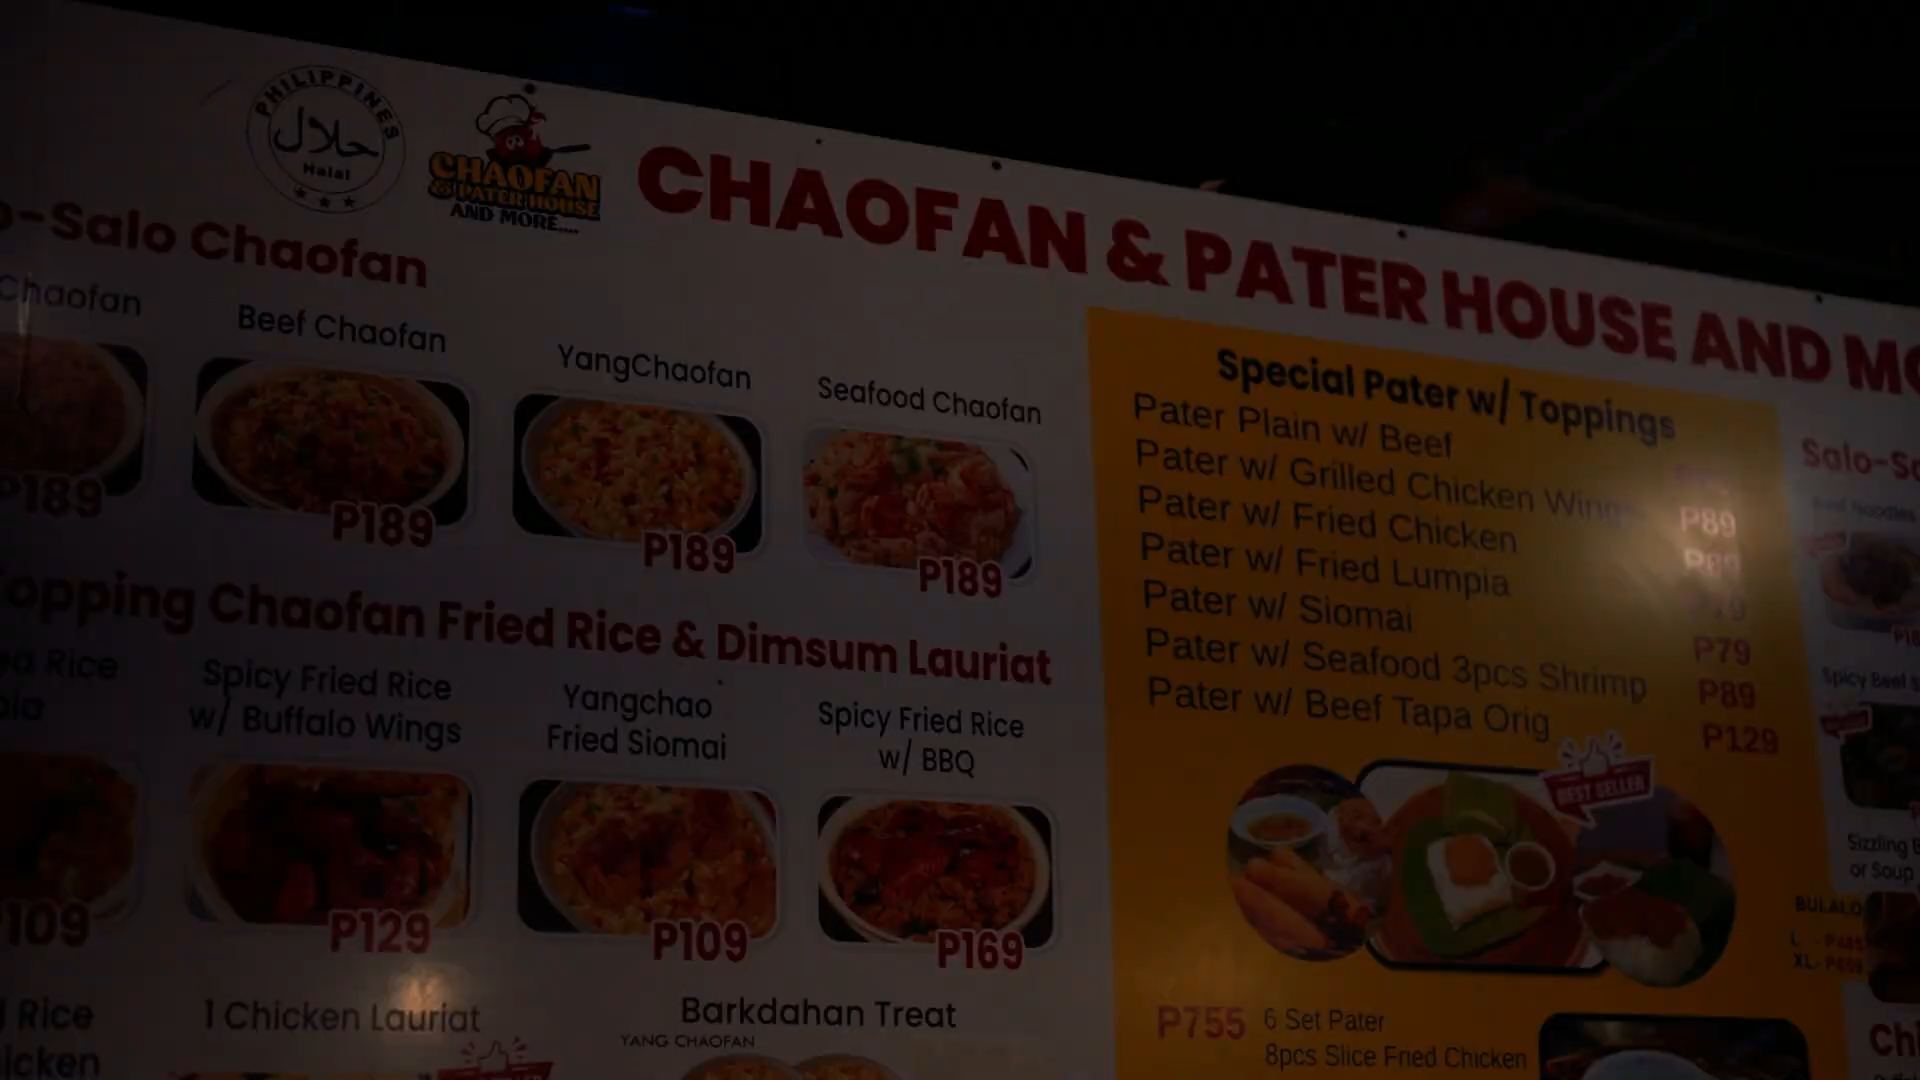 PHILIPPINES
حلال
Halal
CHAOFAN
& PATER HOUSE
AND MORE....
CHAOFAN & PATER HOUSE AND MO
o-Salo Chaofan
Chaofan
P189
Beef Chaofan
P189
YangChaofan
P189
Seafood Chaofan
P189
opping Chaofan Fried Rice & Dimsum Lauriat
ed Rice
pia
109
Spicy Fried Rice
w/ Buffalo Wings
P129
Yangchao
Fried Siomai
P109
Spicy Fried Rice
w/ BBQ
P169
Rice
icken
1 Chicken Lauriat
Barkdahan Treat
YANG CHAOFAN
Special Pater w/ Toppings
Pater Plain w/ Beef
Pater w/ Grilled Chicken Wings P89
Pater w/ Fried Chicken
Pater w/ Fried Lumpia
Pater w/ Siomai P79
Pater w/ Seafood 3pcs Shrimp P89
Pater w/ Beef Tapa Orig P129
BEST SELLER
P755 6 Set Pater
8pcs Slice Fried Chicken
Salo-Sa
Spicy Beef
Sizzling B
or Soup
BULALO
L
XL
Chi